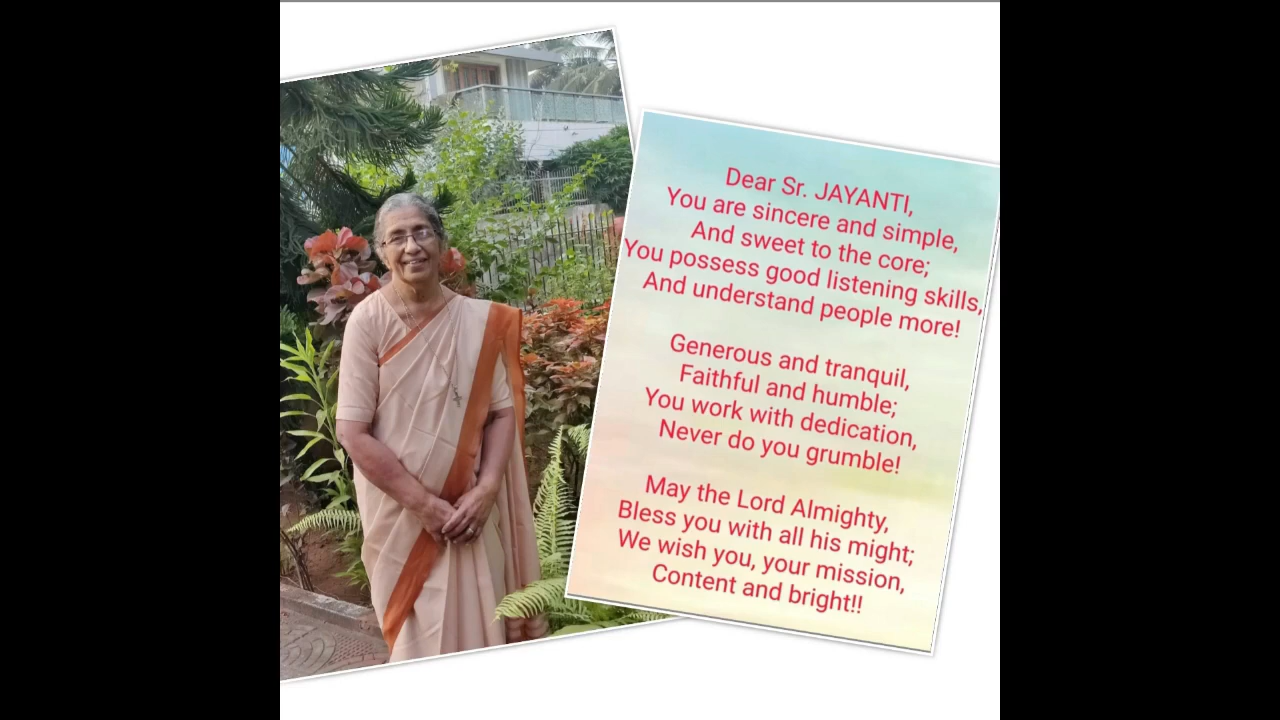 Dear Sr. JAYANTI,
You are sincere and simple,
And sweet to the core;
You possess good listening skills,
And understand people more!
Generous and tranquil,
Faithful and humble;
You work with dedication,
Never do you grumble!
May the Lord Almighty,
Bless you with all his might;
We wish you, your mission,
Content and bright!!